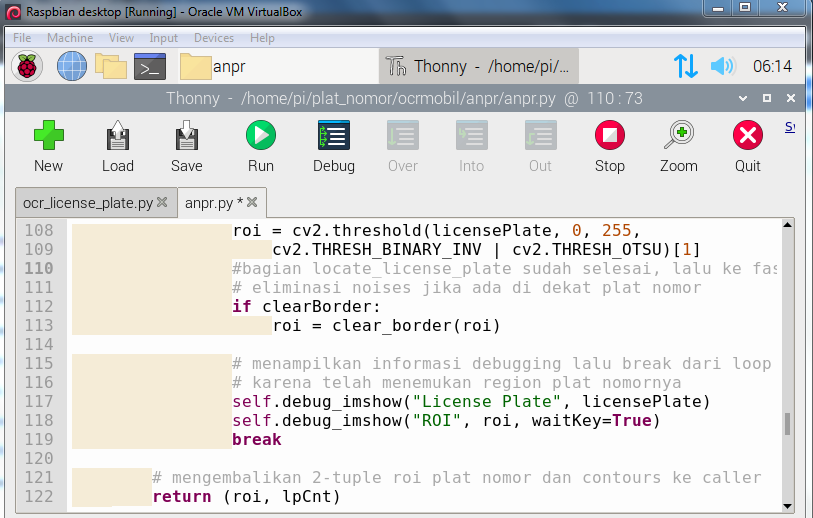 Raspbian desktop [Running] - Oracle VM VirtualBox
File Machine View Input Devices Help
anpr
Th Thonny - /home/pi/...
06:14
Thonny - /home/pi/plat_nomor/ocrmobil/anpr/anpr.py @ 110:73
New Load Save Run Debug Over Into Out Stop Zoom Quit
ocr_license_plate.py anpr.py *
108 roi = cv2.threshold(licensePlate, 0, 255,
109 cv2.THRESH_BINARY_INV | cv2.THRESH_OTSU)[1]
110 #bagian locate_license_plate sudah selesai, lalu ke fas
111 # eliminasi noises jika ada di dekat plat nomor
112 if clearBorder:
113 roi = clear_border(roi)
114
115 # menampilkan informasi debugging lalu break dari loop
116 # karena telah menemukan region plat nomornya
117 self.debug_imshow("License Plate", licensePlate)
118 self.debug_imshow("ROI", roi, waitKey=True)
119 break
120
121 # mengembalikan 2-tuple roi plat nomor dan contours ke caller
122 return (roi, lpCnt)